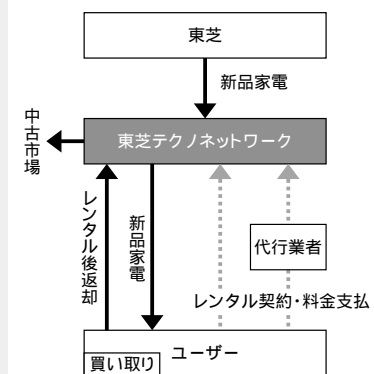 東芝
新品家電
東芝テクノネットワーク
中古市場
レンタル後返却
新品家電
代行業者
レンタル契約・料金支払
ユーザー
買い取り